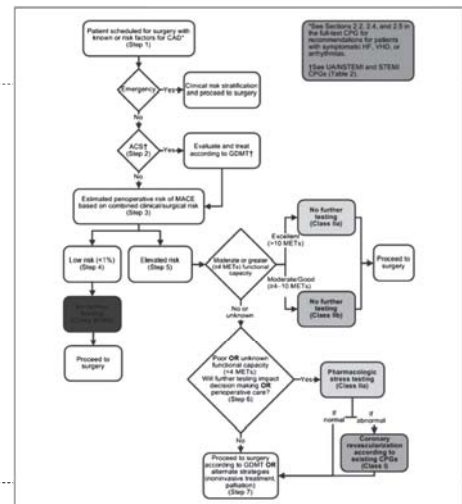 Patient scheduled for surgery with
known or risk factors for CAD*
(Step 1)
*See Sections 2.2, 2.4, and 2.5 in
the full-text CPG for
recommendations for patients
with symptomatic HF, VHD, or
arrhythmias.
†See UA/NSTEMI and STEMI
CPGs (Table 2).
Emergency
Yes
Clinical risk stratification
and proceed to surgery
No
ACS†
(Step 2)
Yes
Evaluate and treat
according to GDMT†
No
Estimated perioperative risk of MACE
based on combined clinical/surgical risk
(Step 3)
Low risk (<1%)
(Step 4)
Elevated risk
(Step 5)
Moderate or greater
(≥4 METs) functional
capacity
Excellent
(>10 METs)
No further
testing
(Class IIa)
Moderate/Good
(≥4–10 METs)
No further
testing
(Class IIb)
Proceed to
surgery
No further
testing
Proceed to
surgery
No or
unknown
Poor OR unknown
functional capacity
(<4 METs)
Will further testing impact
decision making OR
perioperative care?
(Step 6)
Yes
Pharmacologic
stress testing
(Class IIa)
If
normal
If
abnormal
Coronary
revascularization
according to
existing CPGs
(Class I)
No
Proceed to surgery
according to GDMT OR
alternate strategies
(noninvasive treatment,
palliation)
(Step 7)